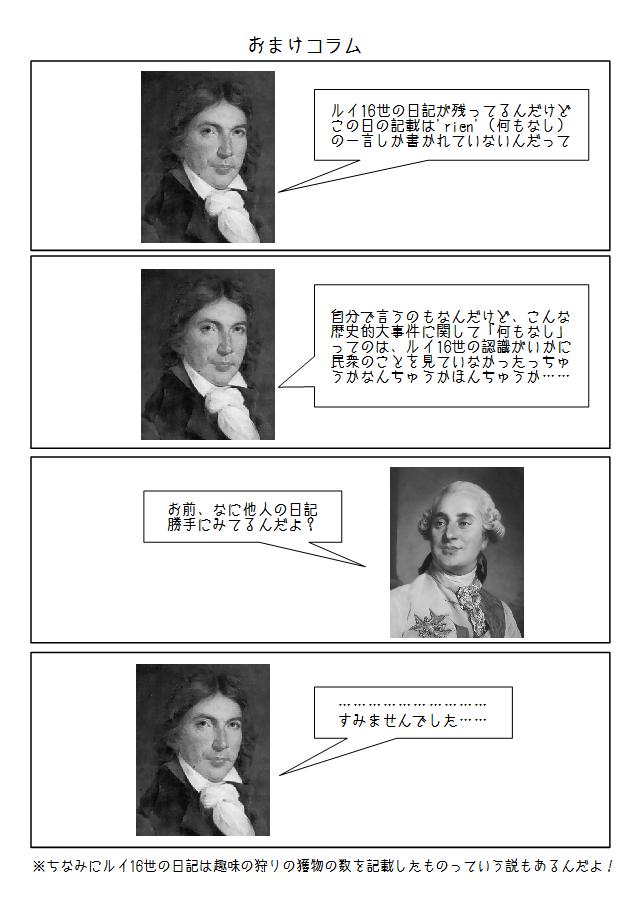 おまけコラム
ルイ16世の日記が残ってるんだけど
この日の記載は'rien'（何もなし）
の一言しか書かれていないんだって
自分で言うのもなんだけど、こんな
歴史的大事件に関して「何もなし」
ってのは、ルイ16世の認識がいかに
民衆のことを見ていなかったっちゅ
うかなんちゅうかほんちゅうか……
お前、なに他人の日記
勝手にみてるんだよ？
…………………………
すみませんでした……
※ちなみにルイ16世の日記は趣味の狩りの獲物の数を記載したものっていう説もあるんだよ！